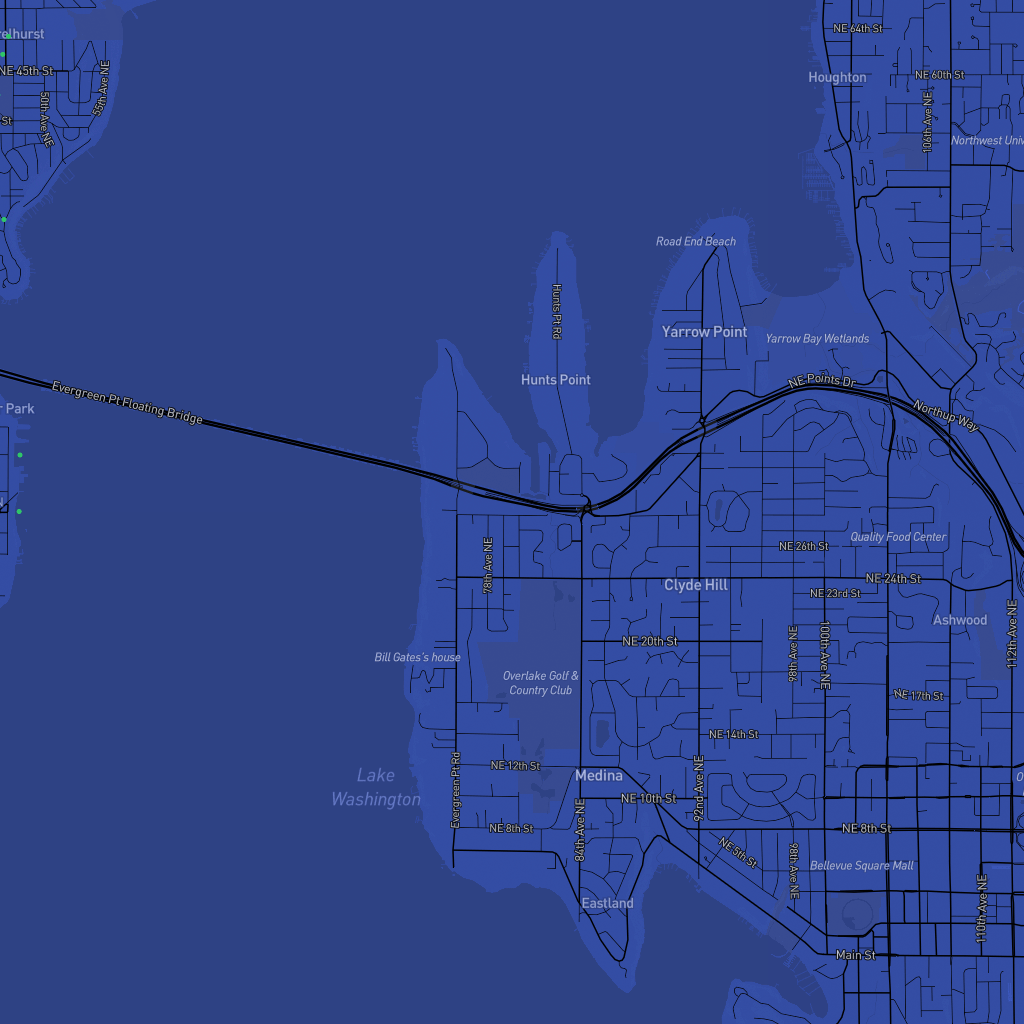 NE 64th St
elhurst
NE 45th St
55th Ave NE
50th Ave NE
St
Houghton
NE 60th St
106th Ave NE
Northwest Univ
Road End Beach
Hunts Pt Rd
Yarrow Point
Yarrow Bay Wetlands
Hunts Point
NE Points Dr
Evergreen Pt Floating Bridge
r Park
Northup Way
78th Ave NE
NE 26th St
Quality Food Center
Clyde Hill
NE 24th St
NE 23rd St
Ashwood
112th Ave NE
NE 20th St
98th Ave NE
100th Ave NE
Bill Gates's house
Overlake Golf &
Country Club
NE 17th St
NE 14th St
Lake
Washington
Evergreen Pt Rd
NE 12th St
Medina
92nd Ave NE
NE 10th St
84th Ave NE
NE 8th St
NE 8th St
NE 5th St
98th Ave NE
Bellevue Square Mall
Eastland
110th Ave NE
Main St